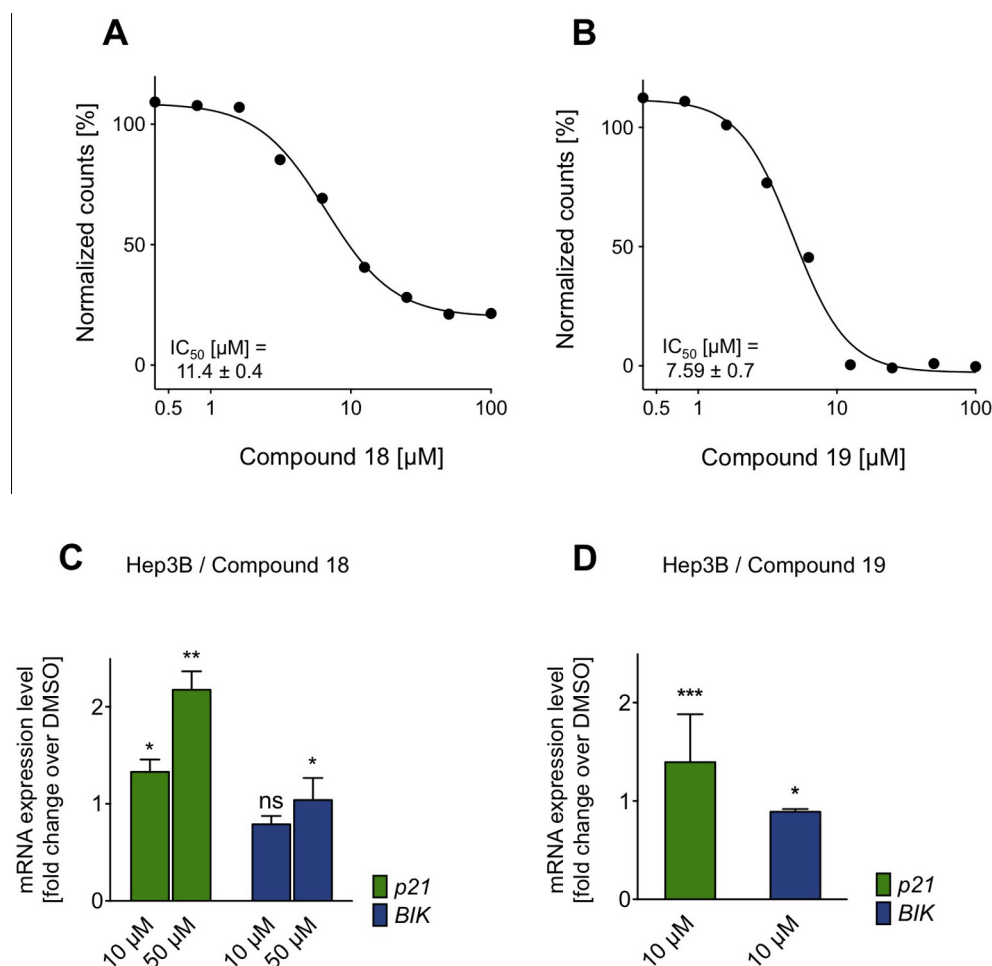 A
Normalized counts [%]
100
50
0
IC50 [µM] =
11.4 ± 0.4
0.5 1 10 100
Compound 18 [µM]
B
Normalized counts [%]
100
50
0
IC50 [µM] =
7.59 ± 0.7
0.5 1 10 100
Compound 19 [µM]
C
Hep3B / Compound 18
mRNA expression level
[fold change over DMSO]
2
1
0
*
**
ns
*
10 µM
50 µM
10 µM
50 µM
p21
BIK
D
Hep3B / Compound 19
mRNA expression level
[fold change over DMSO]
2
1
0
***
*
10 µM
10 µM
p21
BIK